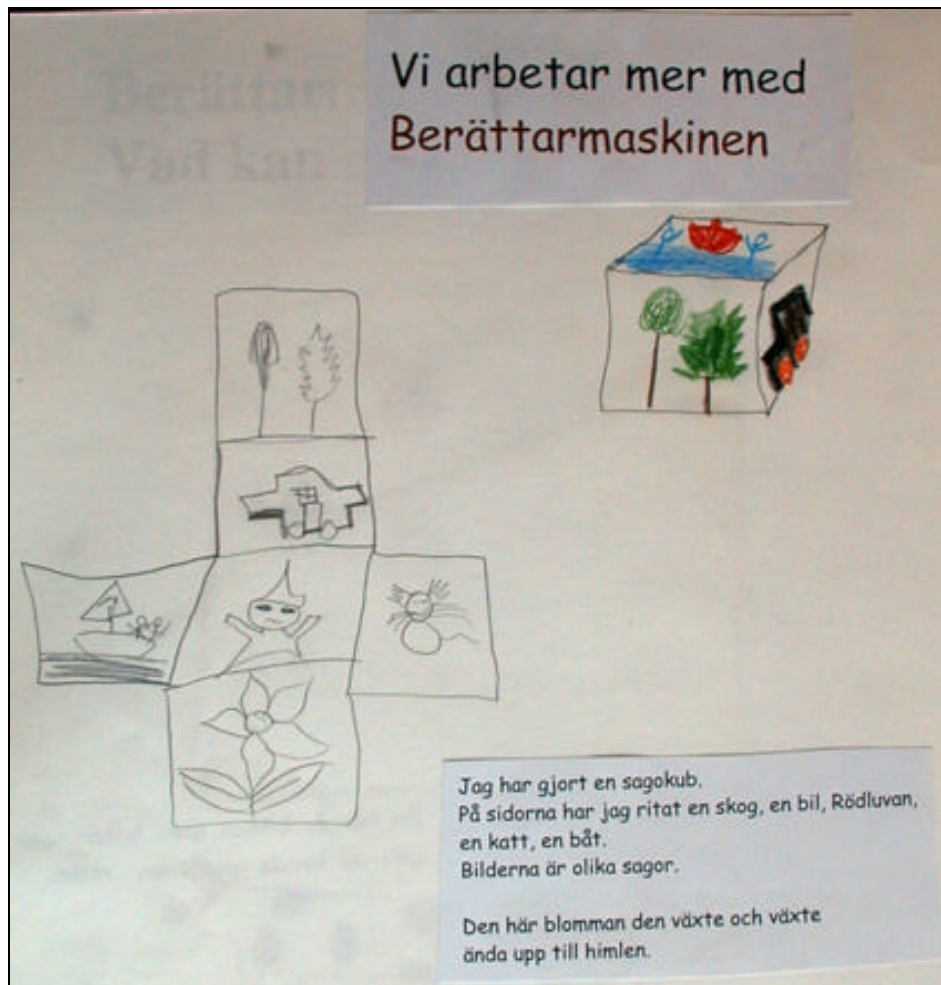 Vi arbetar mer med
Berättarmaskinen
Jag har gjort en sagokub.
På sidorna har jag ritat en skog, en bil, Rödluvan,
en katt, en båt.
Bilderna är olika sagor.
Den här blomman den växte och växte
ända upp till himlen.